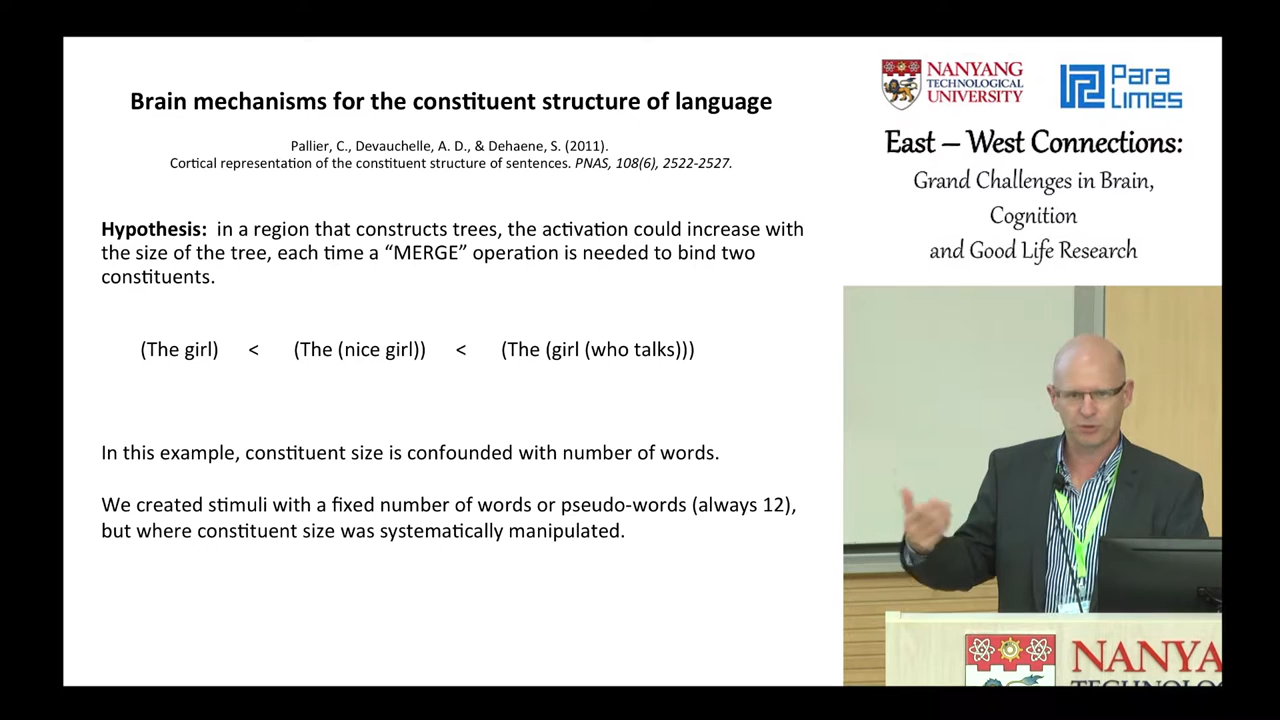 Brain mechanisms for the constituent structure of language
Pallier, C., Devauchelle, A. D., & Dehaene, S. (2011).
Cortical representation of the constituent structure of sentences. PNAS, 108(6), 2522-2527.
Hypothesis: in a region that constructs trees, the activation could increase with
the size of the tree, each time a “MERGE” operation is needed to bind two
constituents.
(The girl) < (The (nice girl)) < (The (girl (who talks)))
In this example, constituent size is confounded with number of words.
We created stimuli with a fixed number of words or pseudo-words (always 12),
but where constituent size was systematically manipulated.
NANYANG
TECHNOLOGICAL
UNIVERSITY
Para
Limes
East – West Connections:
Grand Challenges in Brain,
Cognition
and Good Life Research
NANYA
TECHNOLOG